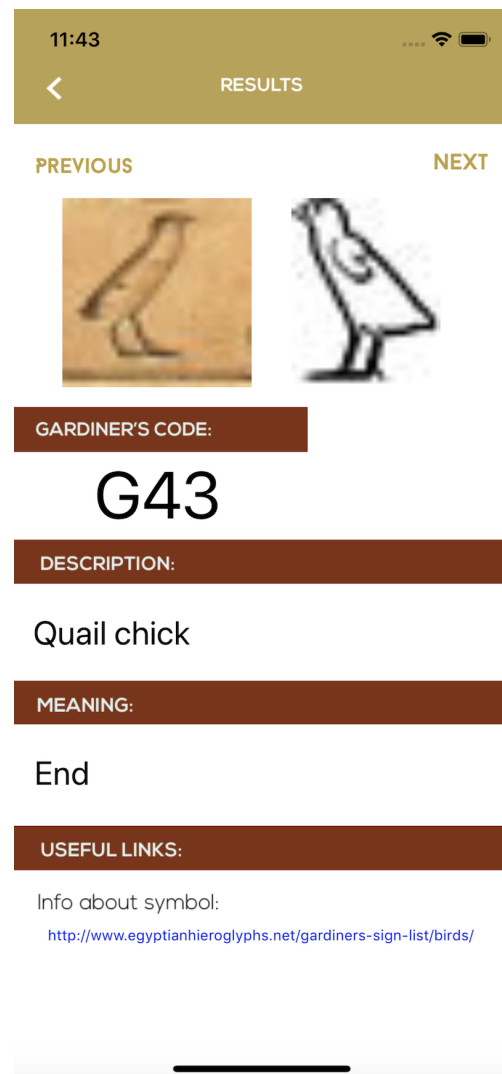 11:43
RESULTS
PREVIOUS NEXT
GARDINER'S CODE:
G43
DESCRIPTION:
Quail chick
MEANING:
End
USEFUL LINKS:
Info about symbol:
http://www.egyptianhieroglyphs.net/gardiners-sign-list/birds/